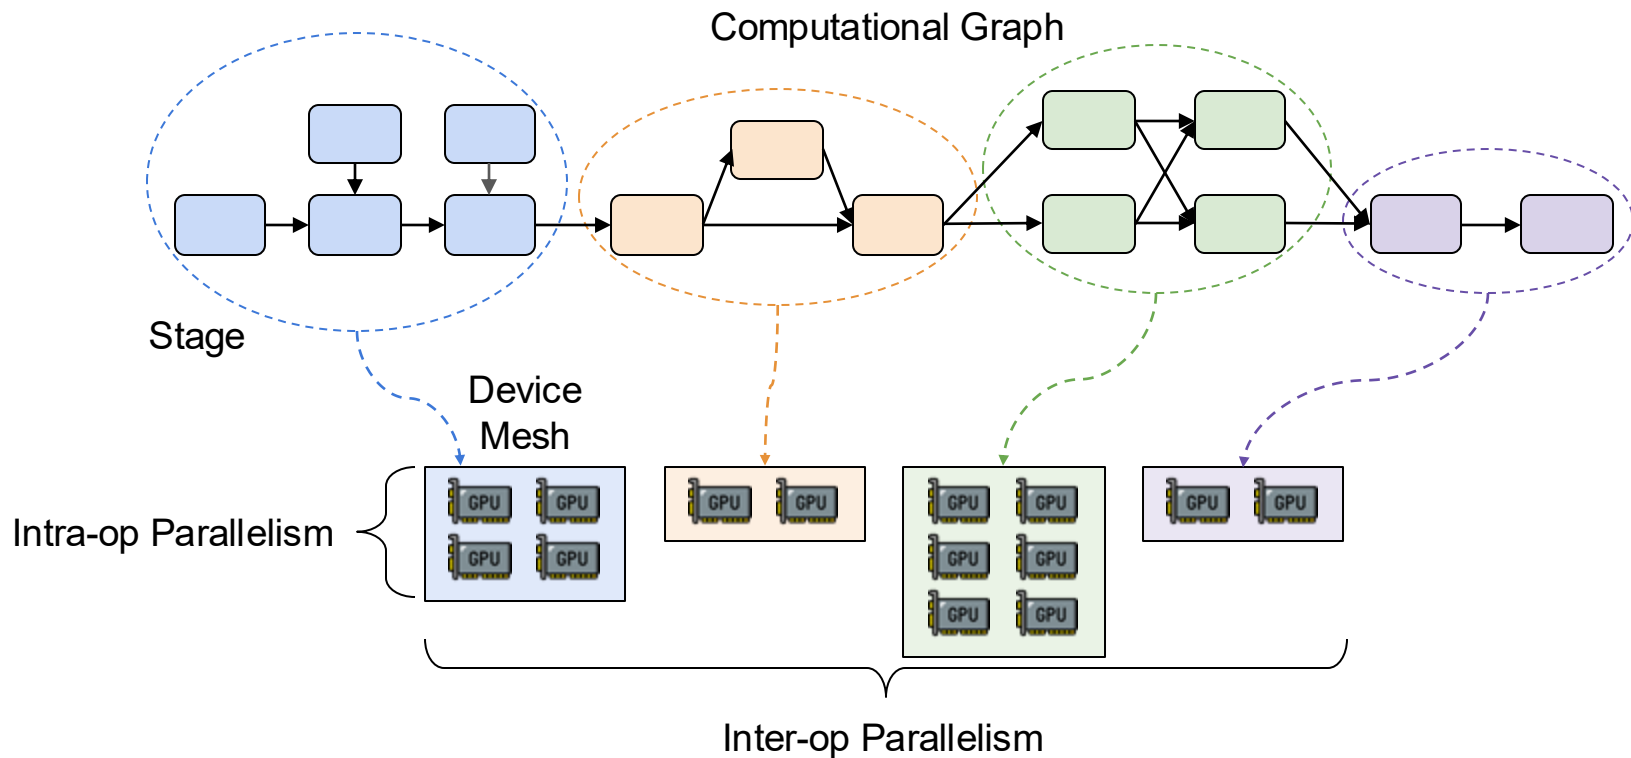 Computational Graph
Stage
Device
Mesh
Intra-op Parallelism
GPU GPU
GPU GPU
GPU GPU
GPU GPU
GPU GPU
GPU GPU
GPU GPU
Inter-op Parallelism